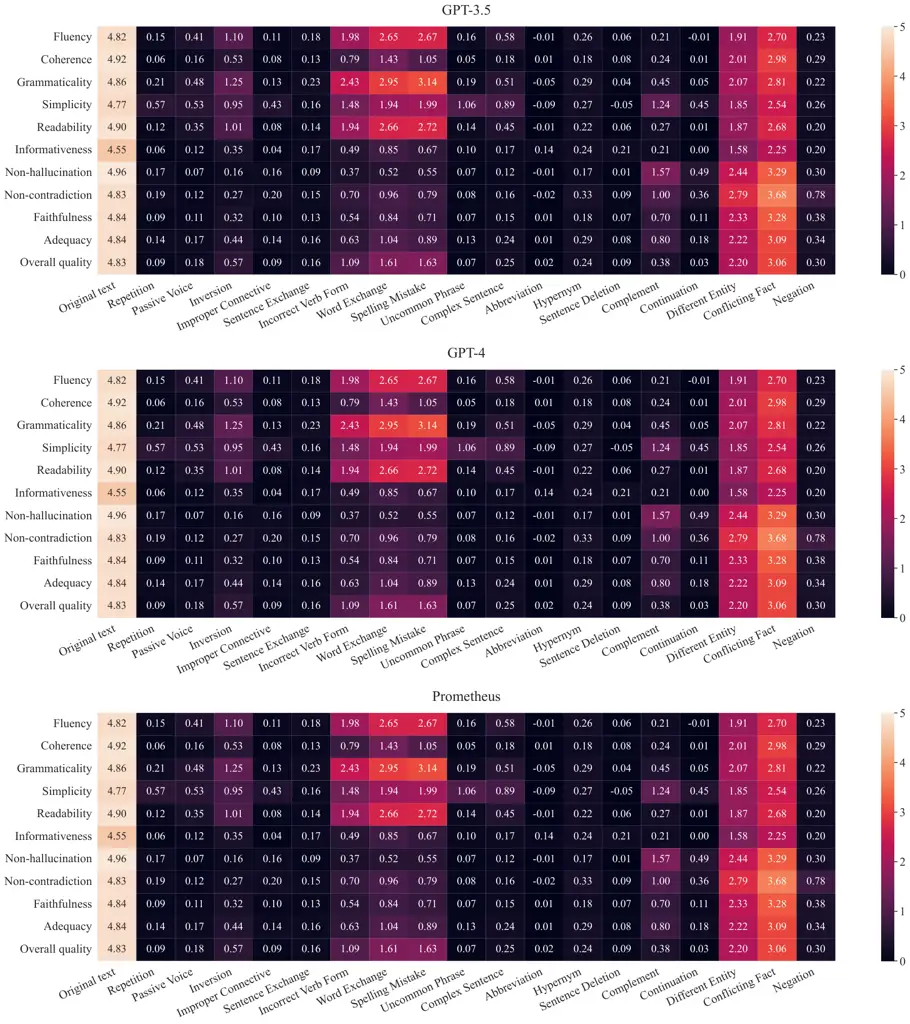 GPT-3.5
Fluency 4.82 0.15 0.41 1.10 0.11 0.18 1.98 2.65 2.67 0.16 0.58 -0.01 0.26 0.06 0.21 -0.01 1.91 2.70 0.23
Coherence 4.92 0.06 0.16 0.53 0.08 0.13 0.79 1.43 1.05 0.05 0.18 0.01 0.18 0.08 0.24 0.01 2.01 2.98 0.29
Grammaticality 4.86 0.21 0.48 1.25 0.13 0.23 2.43 2.95 3.14 0.19 0.51 -0.05 0.29 0.04 0.45 0.05 2.07 2.81 0.22
Simplicity 4.77 0.57 0.53 0.95 0.43 0.16 1.48 1.94 1.99 1.06 0.89 -0.09 0.27 -0.05 1.24 0.45 1.85 2.54 0.26
Readability 4.90 0.12 0.35 1.01 0.08 0.14 1.94 2.66 2.72 0.14 0.45 -0.01 0.22 0.06 0.27 0.01 1.87 2.68 0.20
Informativeness 4.55 0.06 0.12 0.35 0.04 0.17 0.49 0.85 0.67 0.10 0.17 0.14 0.24 0.21 0.21 0.00 1.58 2.25 0.20
Non-hallucination 4.96 0.17 0.07 0.16 0.16 0.09 0.37 0.52 0.55 0.07 0.12 -0.01 0.17 0.01 1.57 0.49 2.44 3.29 0.30
Non-contradiction 4.83 0.19 0.12 0.27 0.20 0.15 0.70 0.96 0.79 0.08 0.16 -0.02 0.33 0.09 1.00 0.36 2.79 3.68 0.78
Faithfulness 4.84 0.09 0.11 0.32 0.10 0.13 0.54 0.84 0.71 0.07 0.15 0.01 0.18 0.07 0.70 0.11 2.33 3.28 0.38
Adequacy 4.84 0.14 0.17 0.44 0.14 0.16 0.63 1.04 0.89 0.13 0.24 0.01 0.29 0.08 0.80 0.18 2.22 3.09 0.34
Overall quality 4.83 0.09 0.18 0.57 0.09 0.16 1.09 1.61 1.63 0.07 0.25 0.02 0.24 0.09 0.38 0.03 2.20 3.06 0.30
Original text Repetition Passive Voice Inversion Improper Connective Sentence Exchange Incorrect Verb Form Word Exchange Spelling Mistake Uncommon Phrase Complex Sentence Abbreviation Hypernym Sentence Deletion Complement Continuation Different Entity Conflicting Fact Negation
5
4
3
2
1
0
GPT-4
Fluency 4.82 0.15 0.41 1.10 0.11 0.18 1.98 2.65 2.67 0.16 0.58 -0.01 0.26 0.06 0.21 -0.01 1.91 2.70 0.23
Coherence 4.92 0.06 0.16 0.53 0.08 0.13 0.79 1.43 1.05 0.05 0.18 0.01 0.18 0.08 0.24 0.01 2.01 2.98 0.29
Grammaticality 4.86 0.21 0.48 1.25 0.13 0.23 2.43 2.95 3.14 0.19 0.51 -0.05 0.29 0.04 0.45 0.05 2.07 2.81 0.22
Simplicity 4.77 0.57 0.53 0.95 0.43 0.16 1.48 1.94 1.99 1.06 0.89 -0.09 0.27 -0.05 1.24 0.45 1.85 2.54 0.26
Readability 4.90 0.12 0.35 1.01 0.08 0.14 1.94 2.66 2.72 0.14 0.45 -0.01 0.22 0.06 0.27 0.01 1.87 2.68 0.20
Informativeness 4.55 0.06 0.12 0.35 0.04 0.17 0.49 0.85 0.67 0.10 0.17 0.14 0.24 0.21 0.21 0.00 1.58 2.25 0.20
Non-hallucination 4.96 0.17 0.07 0.16 0.16 0.09 0.37 0.52 0.55 0.07 0.12 -0.01 0.17 0.01 1.57 0.49 2.44 3.29 0.30
Non-contradiction 4.83 0.19 0.12 0.27 0.20 0.15 0.70 0.96 0.79 0.08 0.16 -0.02 0.33 0.09 1.00 0.36 2.79 3.68 0.78
Faithfulness 4.84 0.09 0.11 0.32 0.10 0.13 0.54 0.84 0.71 0.07 0.15 0.01 0.18 0.07 0.70 0.11 2.33 3.28 0.38
Adequacy 4.84 0.14 0.17 0.44 0.14 0.16 0.63 1.04 0.89 0.13 0.24 0.01 0.29 0.08 0.80 0.18 2.22 3.09 0.34
Overall quality 4.83 0.09 0.18 0.57 0.09 0.16 1.09 1.61 1.63 0.07 0.25 0.02 0.24 0.09 0.38 0.03 2.20 3.06 0.30
Original text Repetition Passive Voice Inversion Improper Connective Sentence Exchange Incorrect Verb Form Word Exchange Spelling Mistake Uncommon Phrase Complex Sentence Abbreviation Hypernym Sentence Deletion Complement Continuation Different Entity Conflicting Fact Negation
5
4
3
2
1
0
Prometheus
Fluency 4.82 0.15 0.41 1.10 0.11 0.18 1.98 2.65 2.67 0.16 0.58 -0.01 0.26 0.06 0.21 -0.01 1.91 2.70 0.23
Coherence 4.92 0.06 0.16 0.53 0.08 0.13 0.79 1.43 1.05 0.05 0.18 0.01 0.18 0.08 0.24 0.01 2.01 2.98 0.29
Grammaticality 4.86 0.21 0.48 1.25 0.13 0.23 2.43 2.95 3.14 0.19 0.51 -0.05 0.29 0.04 0.45 0.05 2.07 2.81 0.22
Simplicity 4.77 0.57 0.53 0.95 0.43 0.16 1.48 1.94 1.99 1.06 0.89 -0.09 0.27 -0.05 1.24 0.45 1.85 2.54 0.26
Readability 4.90 0.12 0.35 1.01 0.08 0.14 1.94 2.66 2.72 0.14 0.45 -0.01 0.22 0.06 0.27 0.01 1.87 2.68 0.20
Informativeness 4.55 0.06 0.12 0.35 0.04 0.17 0.49 0.85 0.67 0.10 0.17 0.14 0.24 0.21 0.21 0.00 1.58 2.25 0.20
Non-hallucination 4.96 0.17 0.07 0.16 0.16 0.09 0.37 0.52 0.55 0.07 0.12 -0.01 0.17 0.01 1.57 0.49 2.44 3.29 0.30
Non-contradiction 4.83 0.19 0.12 0.27 0.20 0.15 0.70 0.96 0.79 0.08 0.16 -0.02 0.33 0.09 1.00 0.36 2.79 3.68 0.78
Faithfulness 4.84 0.09 0.11 0.32 0.10 0.13 0.54 0.84 0.71 0.07 0.15 0.01 0.18 0.07 0.70 0.11 2.33 3.28 0.38
Adequacy 4.84 0.14 0.17 0.44 0.14 0.16 0.63 1.04 0.89 0.13 0.24 0.01 0.29 0.08 0.80 0.18 2.22 3.09 0.34
Overall quality 4.83 0.09 0.18 0.57 0.09 0.16 1.09 1.61 1.63 0.07 0.25 0.02 0.24 0.09 0.38 0.03 2.20 3.06 0.30
Original text Repetition Passive Voice Inversion Improper Connective Sentence Exchange Incorrect Verb Form Word Exchange Spelling Mistake Uncommon Phrase Complex Sentence Abbreviation Hypernym Sentence Deletion Complement Continuation Different Entity Conflicting Fact Negation
5
4
3
2
1
0